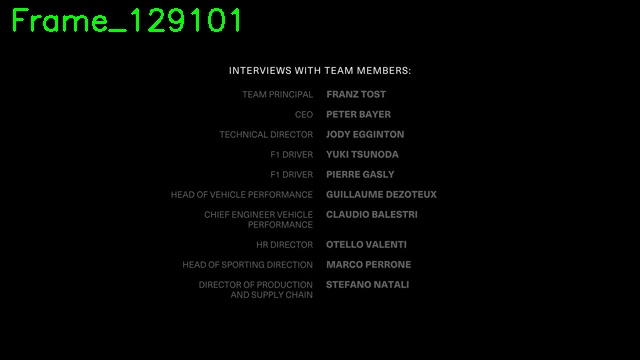 Frame_129101
INTERVIEWS WITH TEAM MEMBERS:
TEAM PRINCIPAL FRANZ TOST
CEO PETER BAYER
TECHNICAL DIRECTOR JODY EGGINTON
F1 DRIVER YUKI TSUNODA
F1 DRIVER PIERRE GASLY
HEAD OF VEHICLE PERFORMANCE GUILLAUME DEZOTEUX
CHIEF ENGINEER VEHICLE CLAUDIO BALESTRI
PERFORMANCE
HR DIRECTOR OTELLO VALENTI
HEAD OF SPORTING DIRECTION MARCO PERRONE
DIRECTOR OF PRODUCTION STEFANO NATALI
AND SUPPLY CHAIN